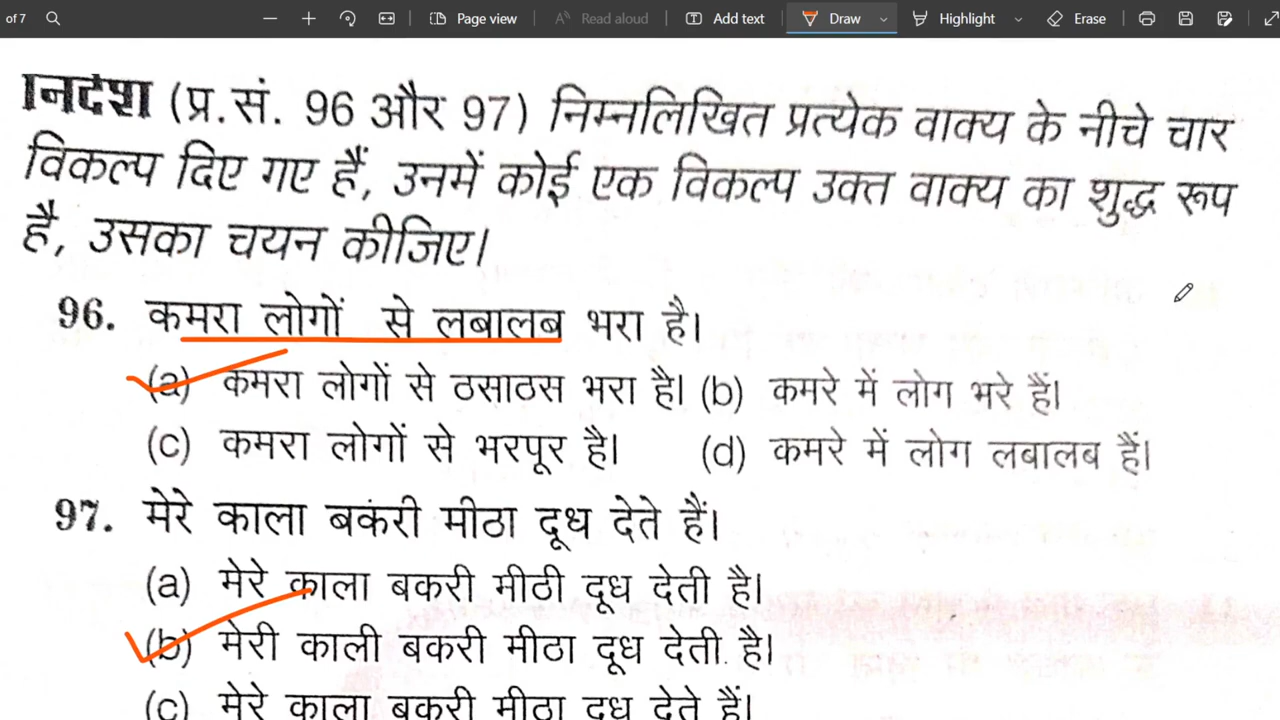 of 7 Page view Read aloud Add text Draw Highlight Erase
निर्देश (प्र.सं. 96 और 97) निम्नलिखित प्रत्येक वाक्य के नीचे चार
विकल्प दिए गए हैं, उनमें कोई एक विकल्प उक्त वाक्य का शुद्ध रूप
है, उसका चयन कीजिए।
96. कमरा लोगों से लबालब भरा है।
(a) कमरा लोगों से ठसाठस भरा है। (b) कमरे में लोग भरे हैं।
(c) कमरा लोगों से भरपूर है। (d) कमरे में लोग लबालब हैं।
97. मेरे काला बकरी मीठा दूध देते हैं।
(a) मेरे काला बकरी मीठी दूध देती है।
(b) मेरी काली बकरी मीठा दूध देती है।
(c) मेरे काला बकरी मीठा दूध देते हैं।